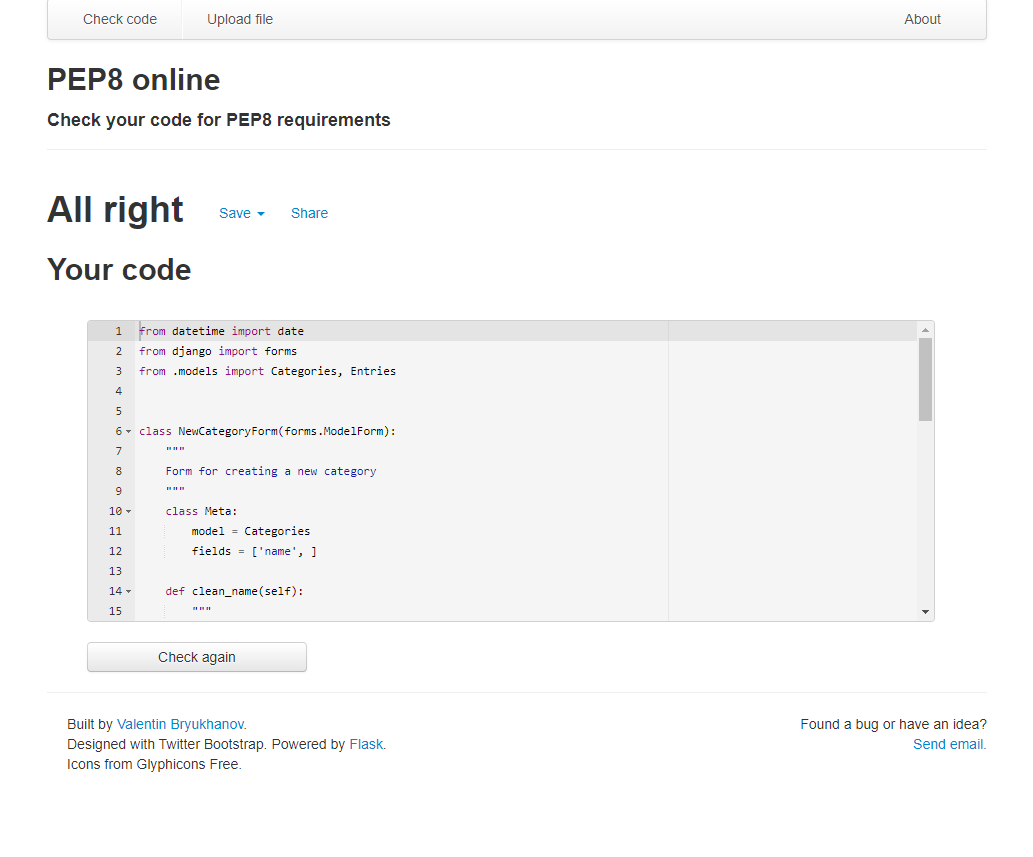 Check code Upload file About
PEP8 online
Check your code for PEP8 requirements
All right Save Share
Your code
1 from datetime import date
2 from django import forms
3 from .models import Categories, Entries
4
5
6 class NewCategoryForm(forms.ModelForm):
7 """
8 Form for creating a new category
9 """
10 class Meta:
11 model = Categories
12 fields = ['name', ]
13
14 def clean_name(self):
15 """
Check again
Built by Valentin Bryukhanov. Found a bug or have an idea?
Designed with Twitter Bootstrap. Powered by Flask. Send email.
Icons from Glyphicons Free.